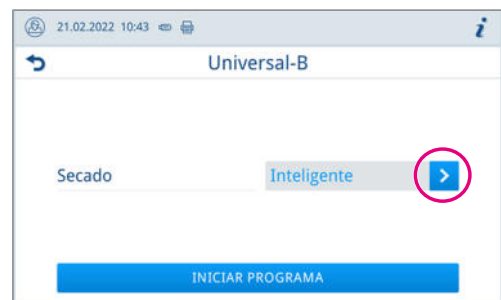 21.02.2022 10:43
i
Universal-B
Secado
Inteligente
INICIAR PROGRAMA